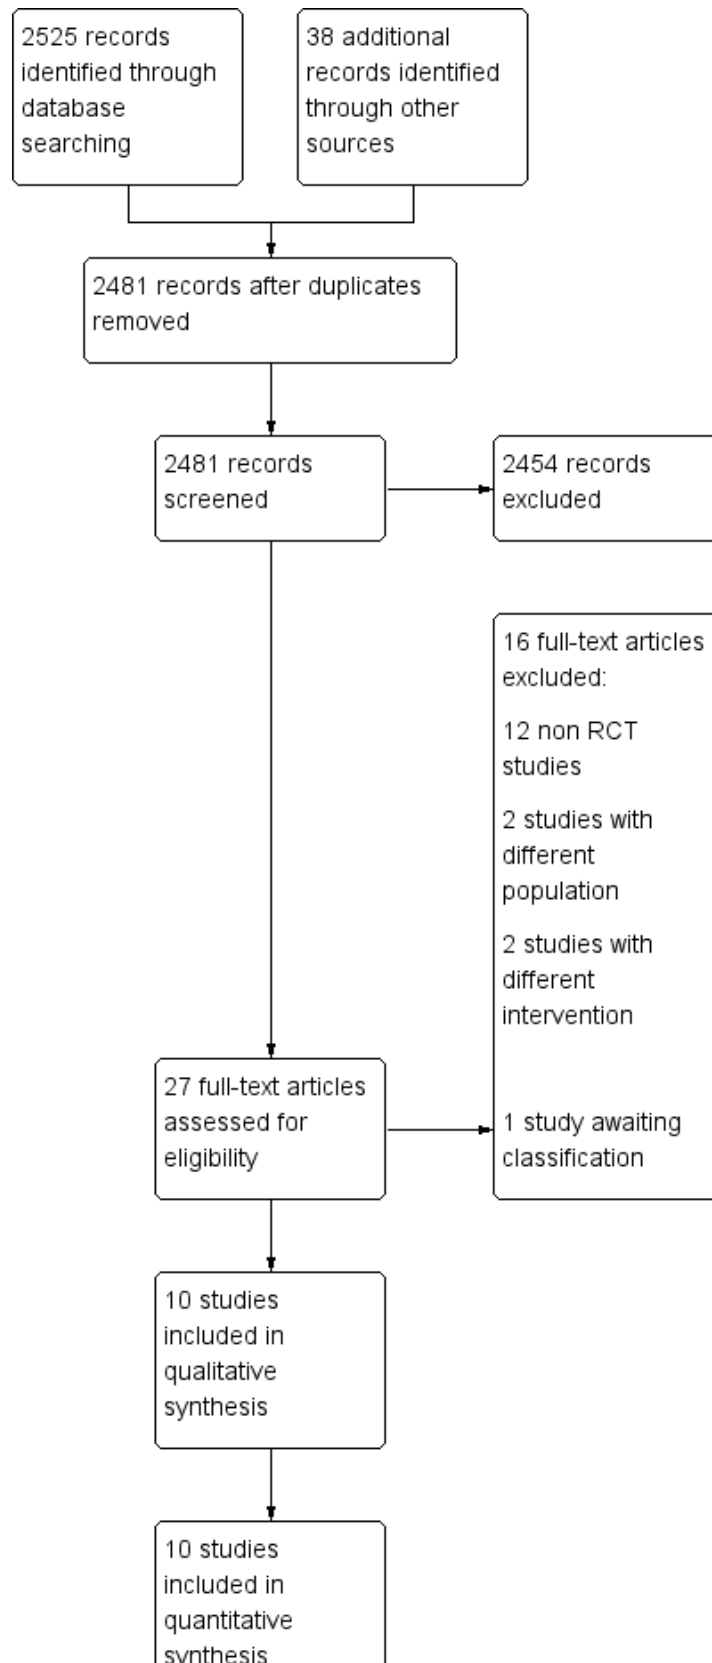 2525 records
identified through
database
searching
38 additional
records identified
through other
sources
2481 records after duplicates
removed
2481 records
screened
2454 records
excluded
16 full-text articles
excluded:
12 non RCT
studies
2 studies with
different
population
2 studies with
different
intervention
27 full-text articles
assessed for
eligibility
1 study awaiting
classification
10 studies
included in
qualitative
synthesis
10 studies
included in
quantitative
synthesis